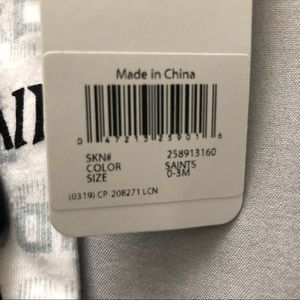 Made in China
0 47213 25901 6
SKN# 258913160
COLOR SAINTS
SIZE 0-3M
(0319) CP 208271 LCN